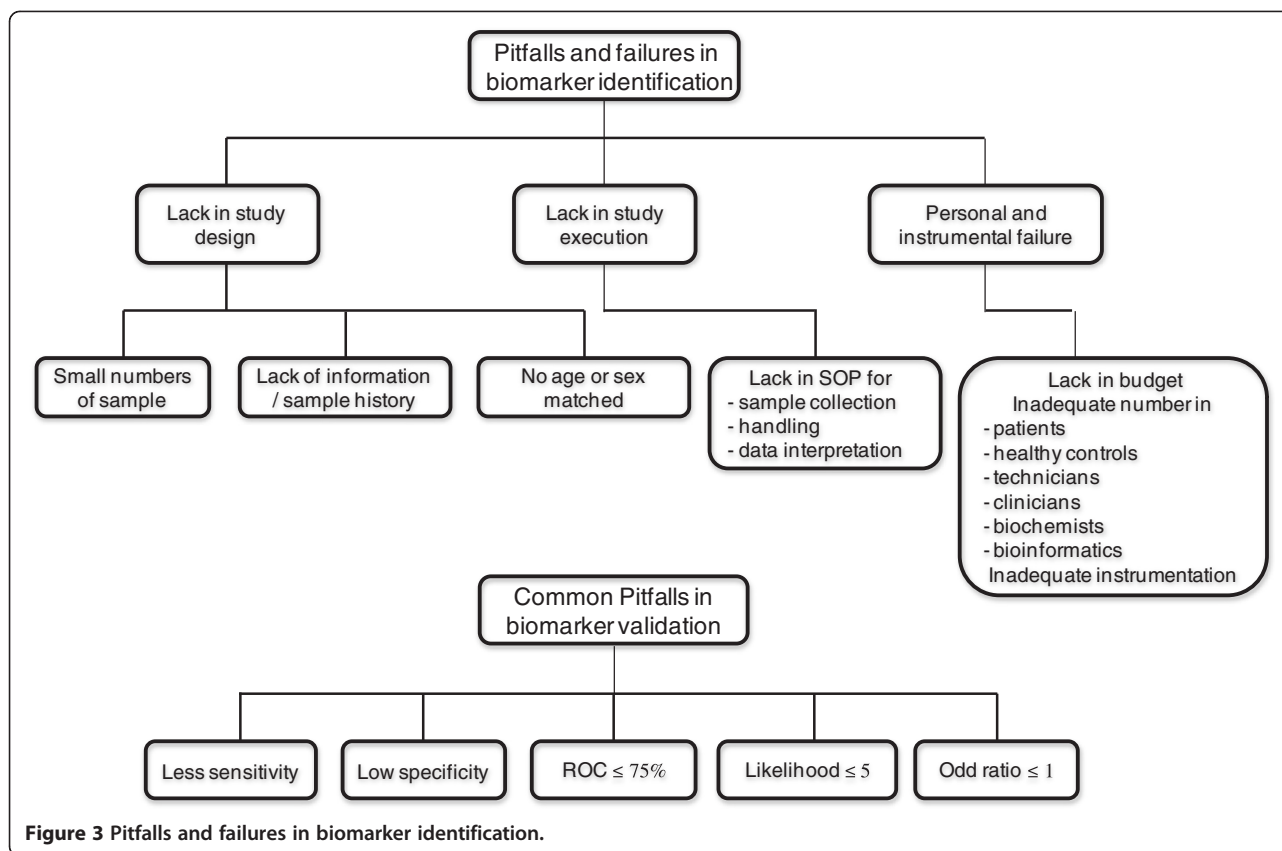 Pitfalls and failures in
biomarker identification
Lack in study
design
Lack in study
execution
Personal and
instrumental failure
Small numbers
of sample
Lack of information
/ sample history
No age or sex
matched
Lack in SOP for
- sample collection
- handling
- data interpretation
Lack in budget
Inadequate number in
- patients
- healthy controls
- technicians
- clinicians
- biochemists
- bioinformatics
Inadequate instrumentation
Common Pitfalls in
biomarker validation
Less sensitivity
Low specificity
ROC ≤ 75%
Likelihood ≤ 5
Odd ratio ≤ 1
Figure 3 Pitfalls and failures in biomarker identification.